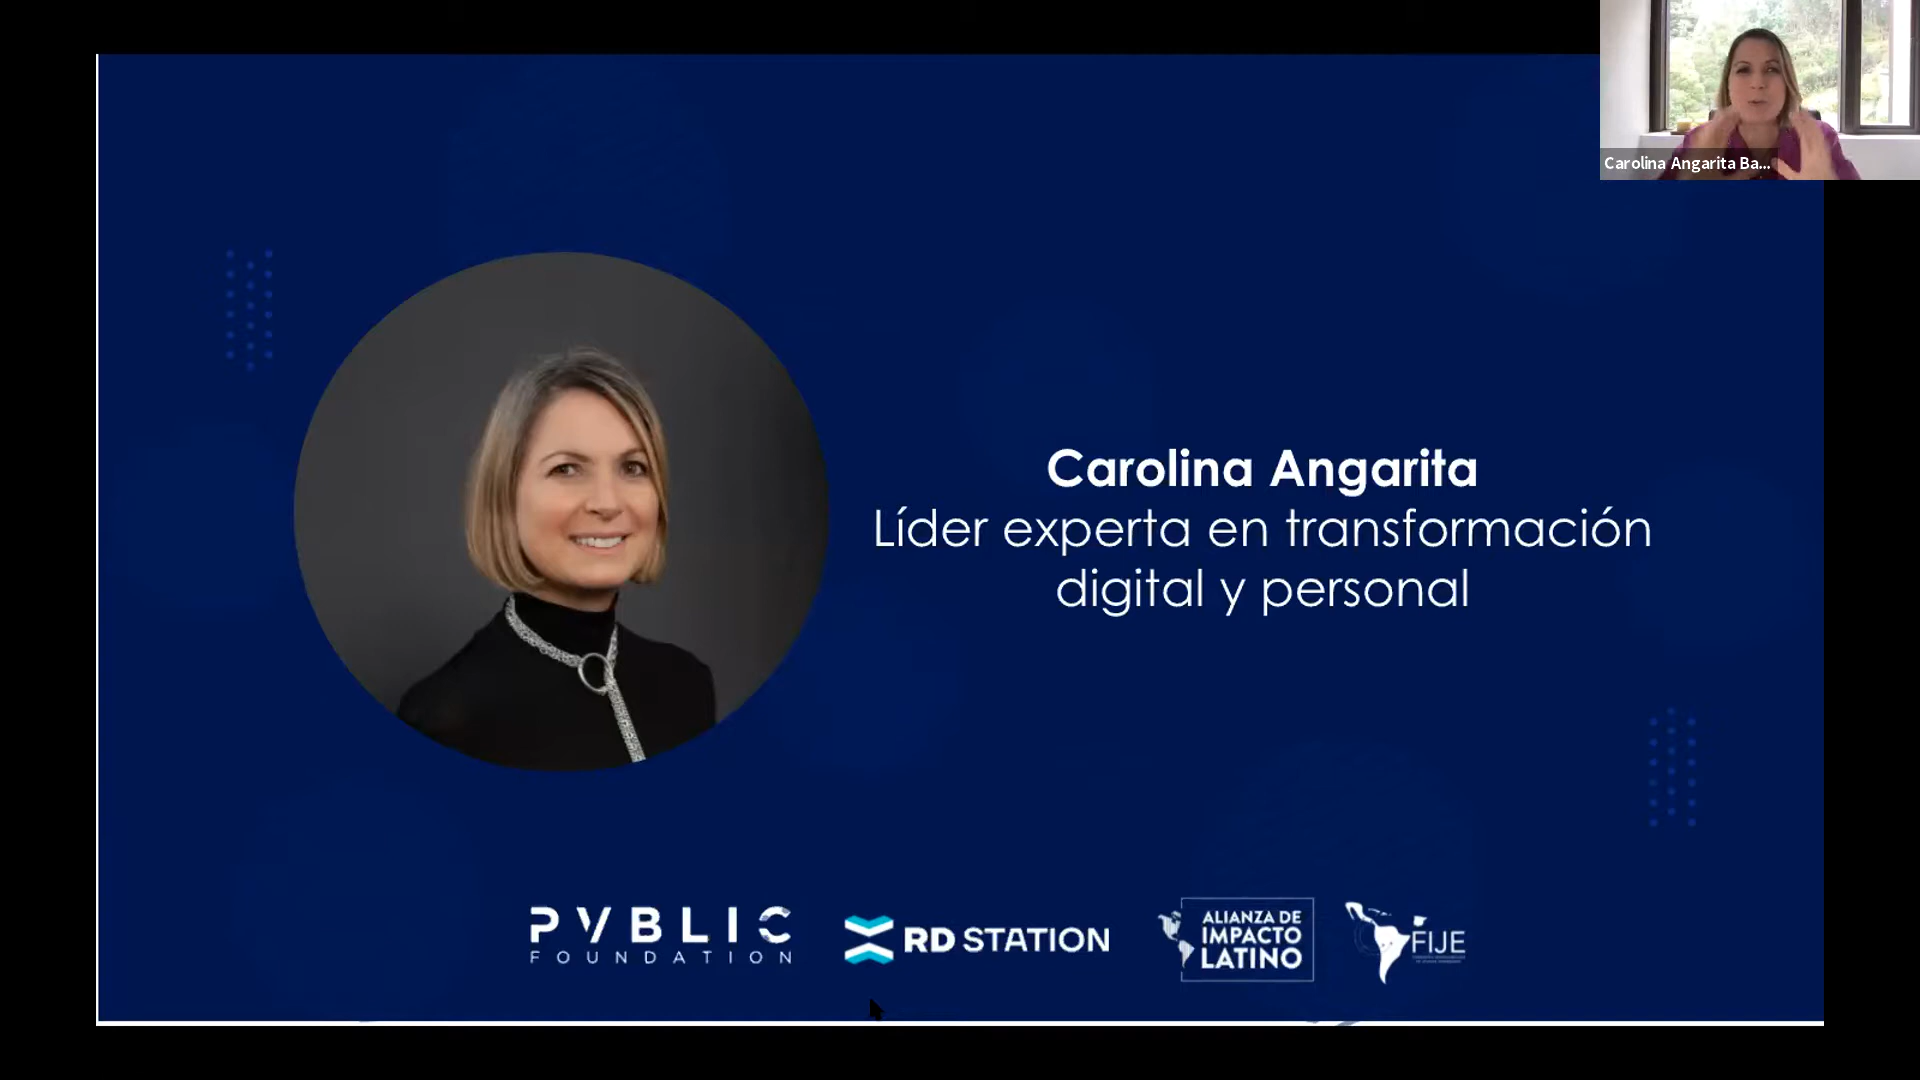 Carolina Angarita Ba...
Carolina Angarita
Líder experta en transformación
digital y personal
PVBLIC
FOUNDATION
RD STATION
ALIANZA DE
IMPACTO
LATINO
FIJE